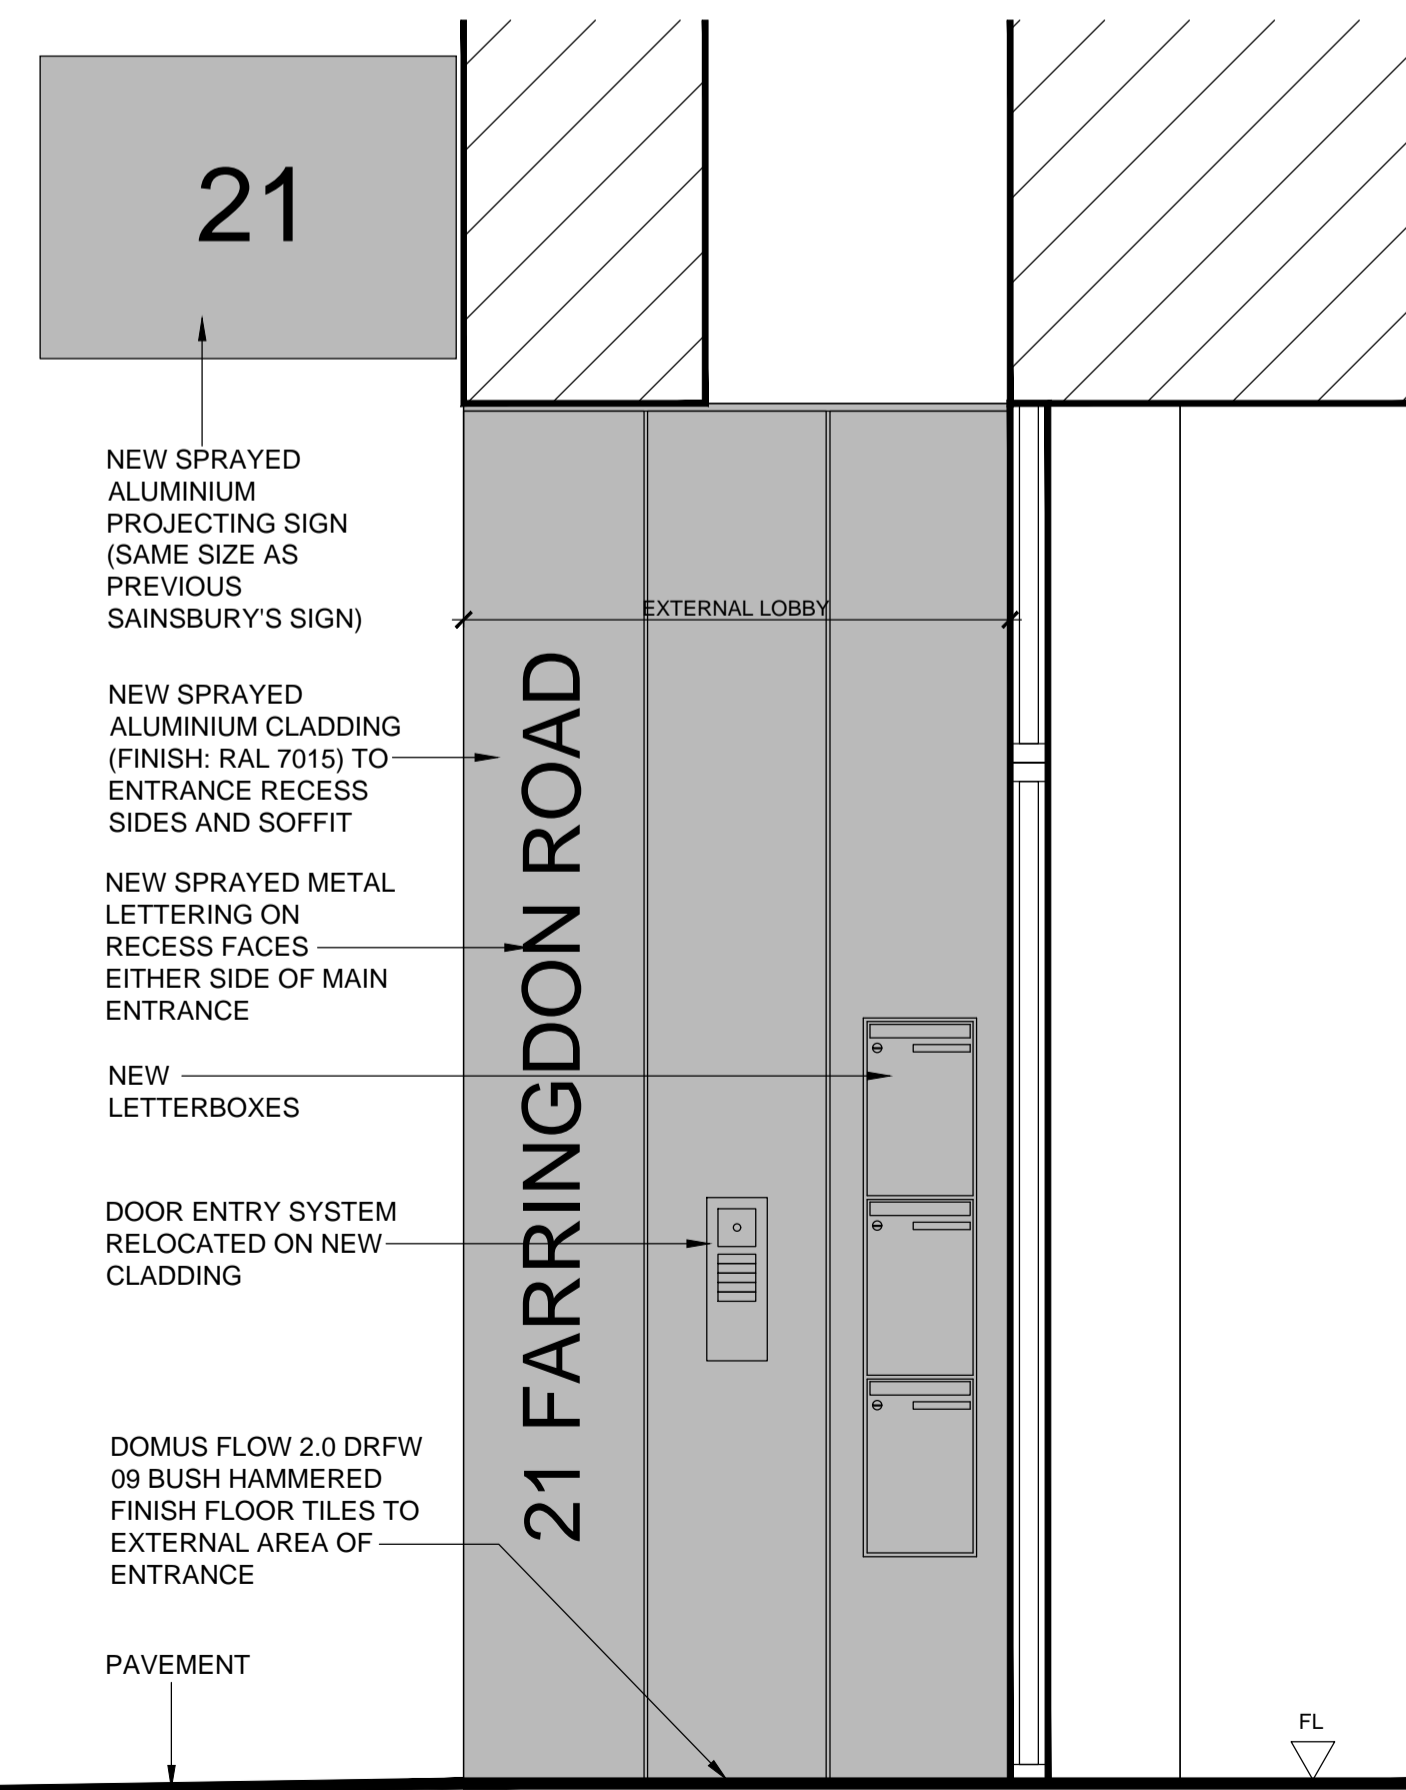 21
NEW SPRAYED
ALUMINIUM
PROJECTING SIGN
(SAME SIZE AS
PREVIOUS
SAINSBURY'S SIGN)
EXTERNAL LOBBY
NEW SPRAYED
ALUMINIUM CLADDING
(FINISH: RAL 7015) TO
ENTRANCE RECESS
SIDES AND SOFFIT
21 FARRINGDON ROAD
NEW SPRAYED METAL
LETTERING ON
RECESS FACES
EITHER SIDE OF MAIN
ENTRANCE
NEW
LETTERBOXES
DOOR ENTRY SYSTEM
RELOCATED ON NEW
CLADDING
DOMUS FLOW 2.0 DRFW
09 BUSH HAMMERED
FINISH FLOOR TILES TO
EXTERNAL AREA OF
ENTRANCE
PAVEMENT
FL